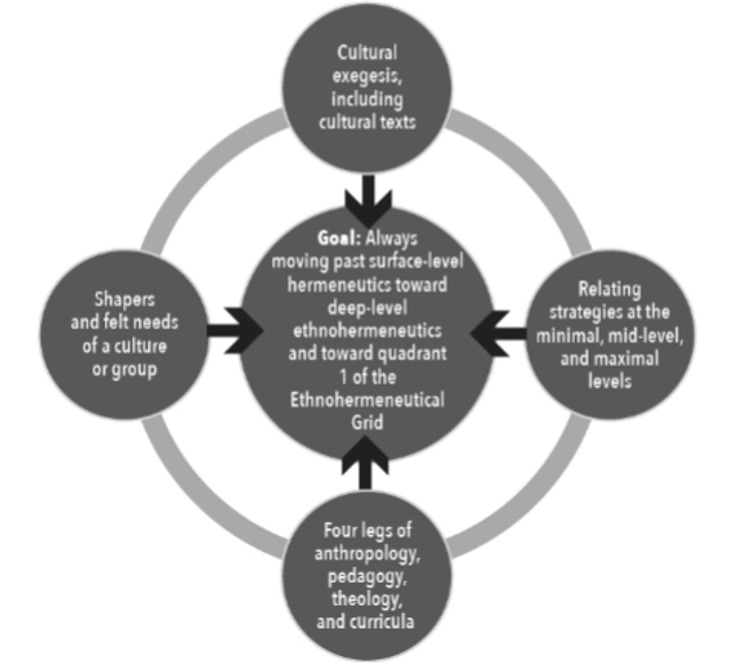 Cultural
exegesis,
including
cultural texts
Goal: Always
moving past surface-level
hermeneutics toward
deep-level
ethnohermeneutics
and toward quadrant
1 of the
Ethnohermeneutical
Grid
Shapers
and felt needs
of a culture
or group
Relating
strategies at the
minimal, mid-level,
and maximal
levels
Four legs of
anthropology,
pedagogy,
theology,
and curricula